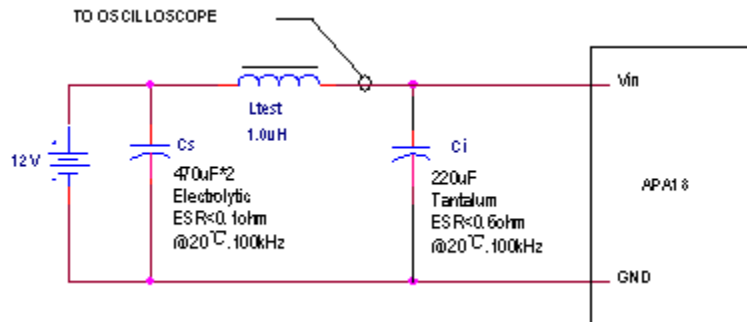 TO OSCILLOSCOPE
Vin
Ltest
1.0uH
12V
Cs
470uF*2
Electrolytic
ESR<0.1ohm
@20℃.100kHz
Ci
220uF
Tantalum
ESR<0.6ohm
@20℃.100kHz
APA18
GND